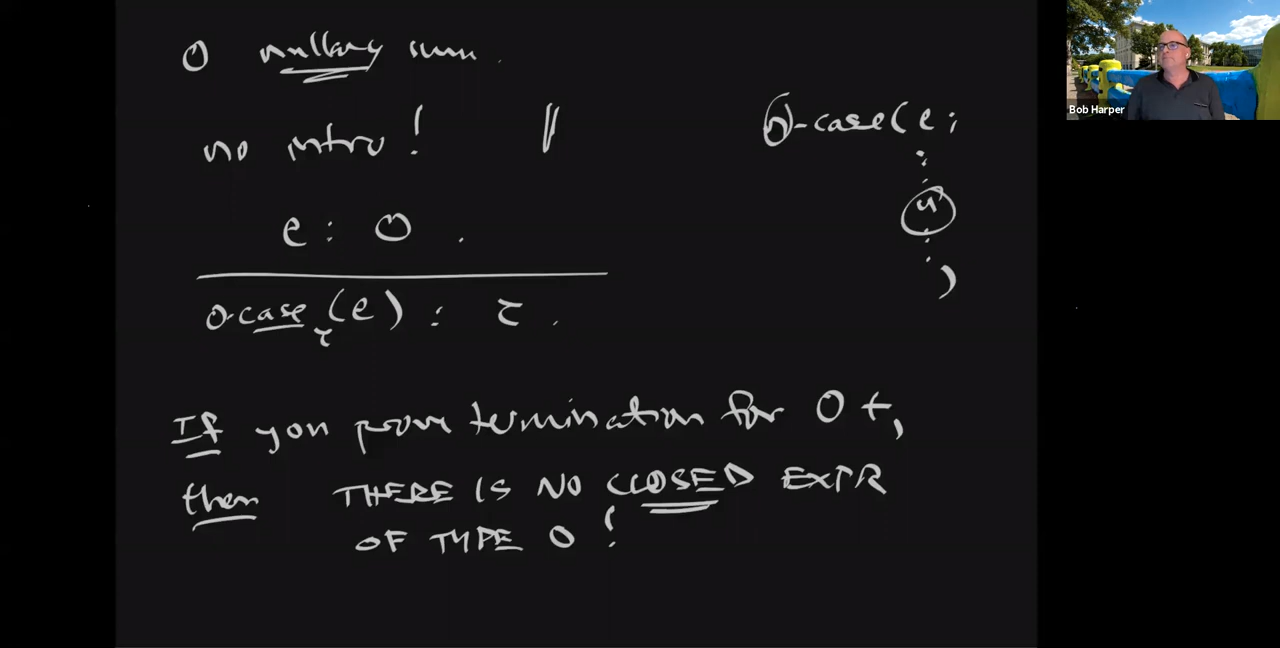 0 nullary sum.
no intro!
e : 0.
0-case_τ(e) : τ.
0-case(e;
⋮
"
⋮
)
If you prove termination for 0 +,
then THERE IS NO CLOSED EXPR
OF TYPE 0!
Bob Harper